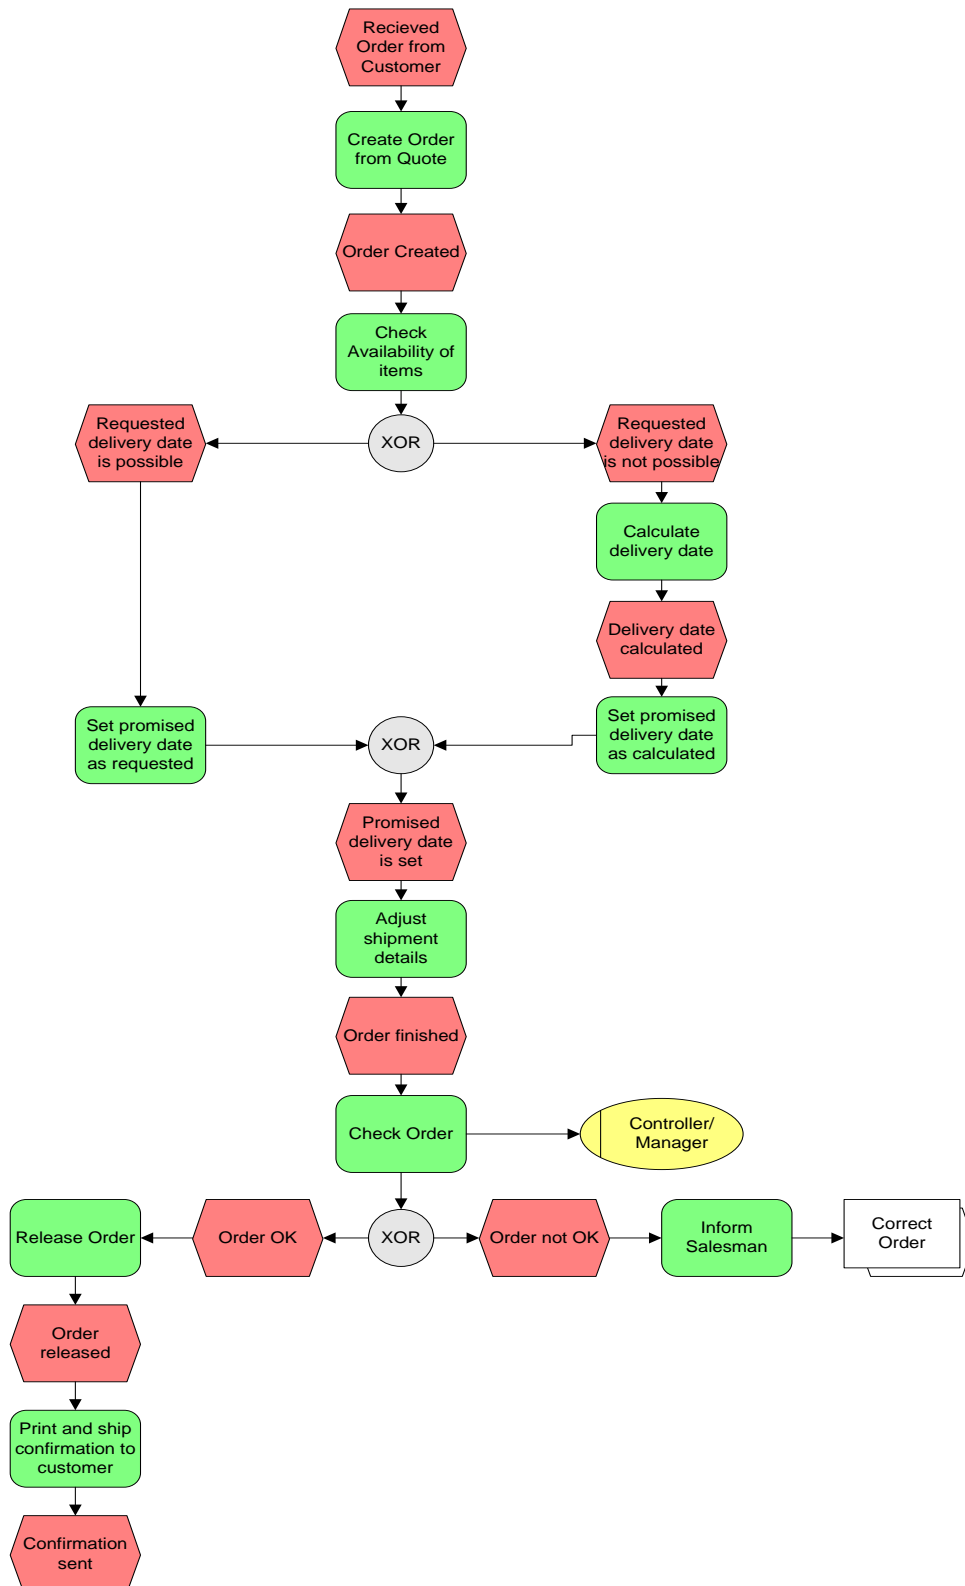 Recieved
Order from
Customer
Create Order
from Quote
Order Created
Check
Availability of
items
Requested
delivery date
is possible
XOR
Requested
delivery date
is not possible
Calculate
delivery date
Delivery date
calculated
Set promised
delivery date
as requested
XOR
Set promised
delivery date
as calculated
Promised
delivery date
is set
Adjust
shipment
details
Order finished
Check Order
Controller/
Manager
Release Order
Order OK
XOR
Order not OK
Inform
Salesman
Correct
Order
Order
released
Print and ship
confirmation to
customer
Confirmation
sent